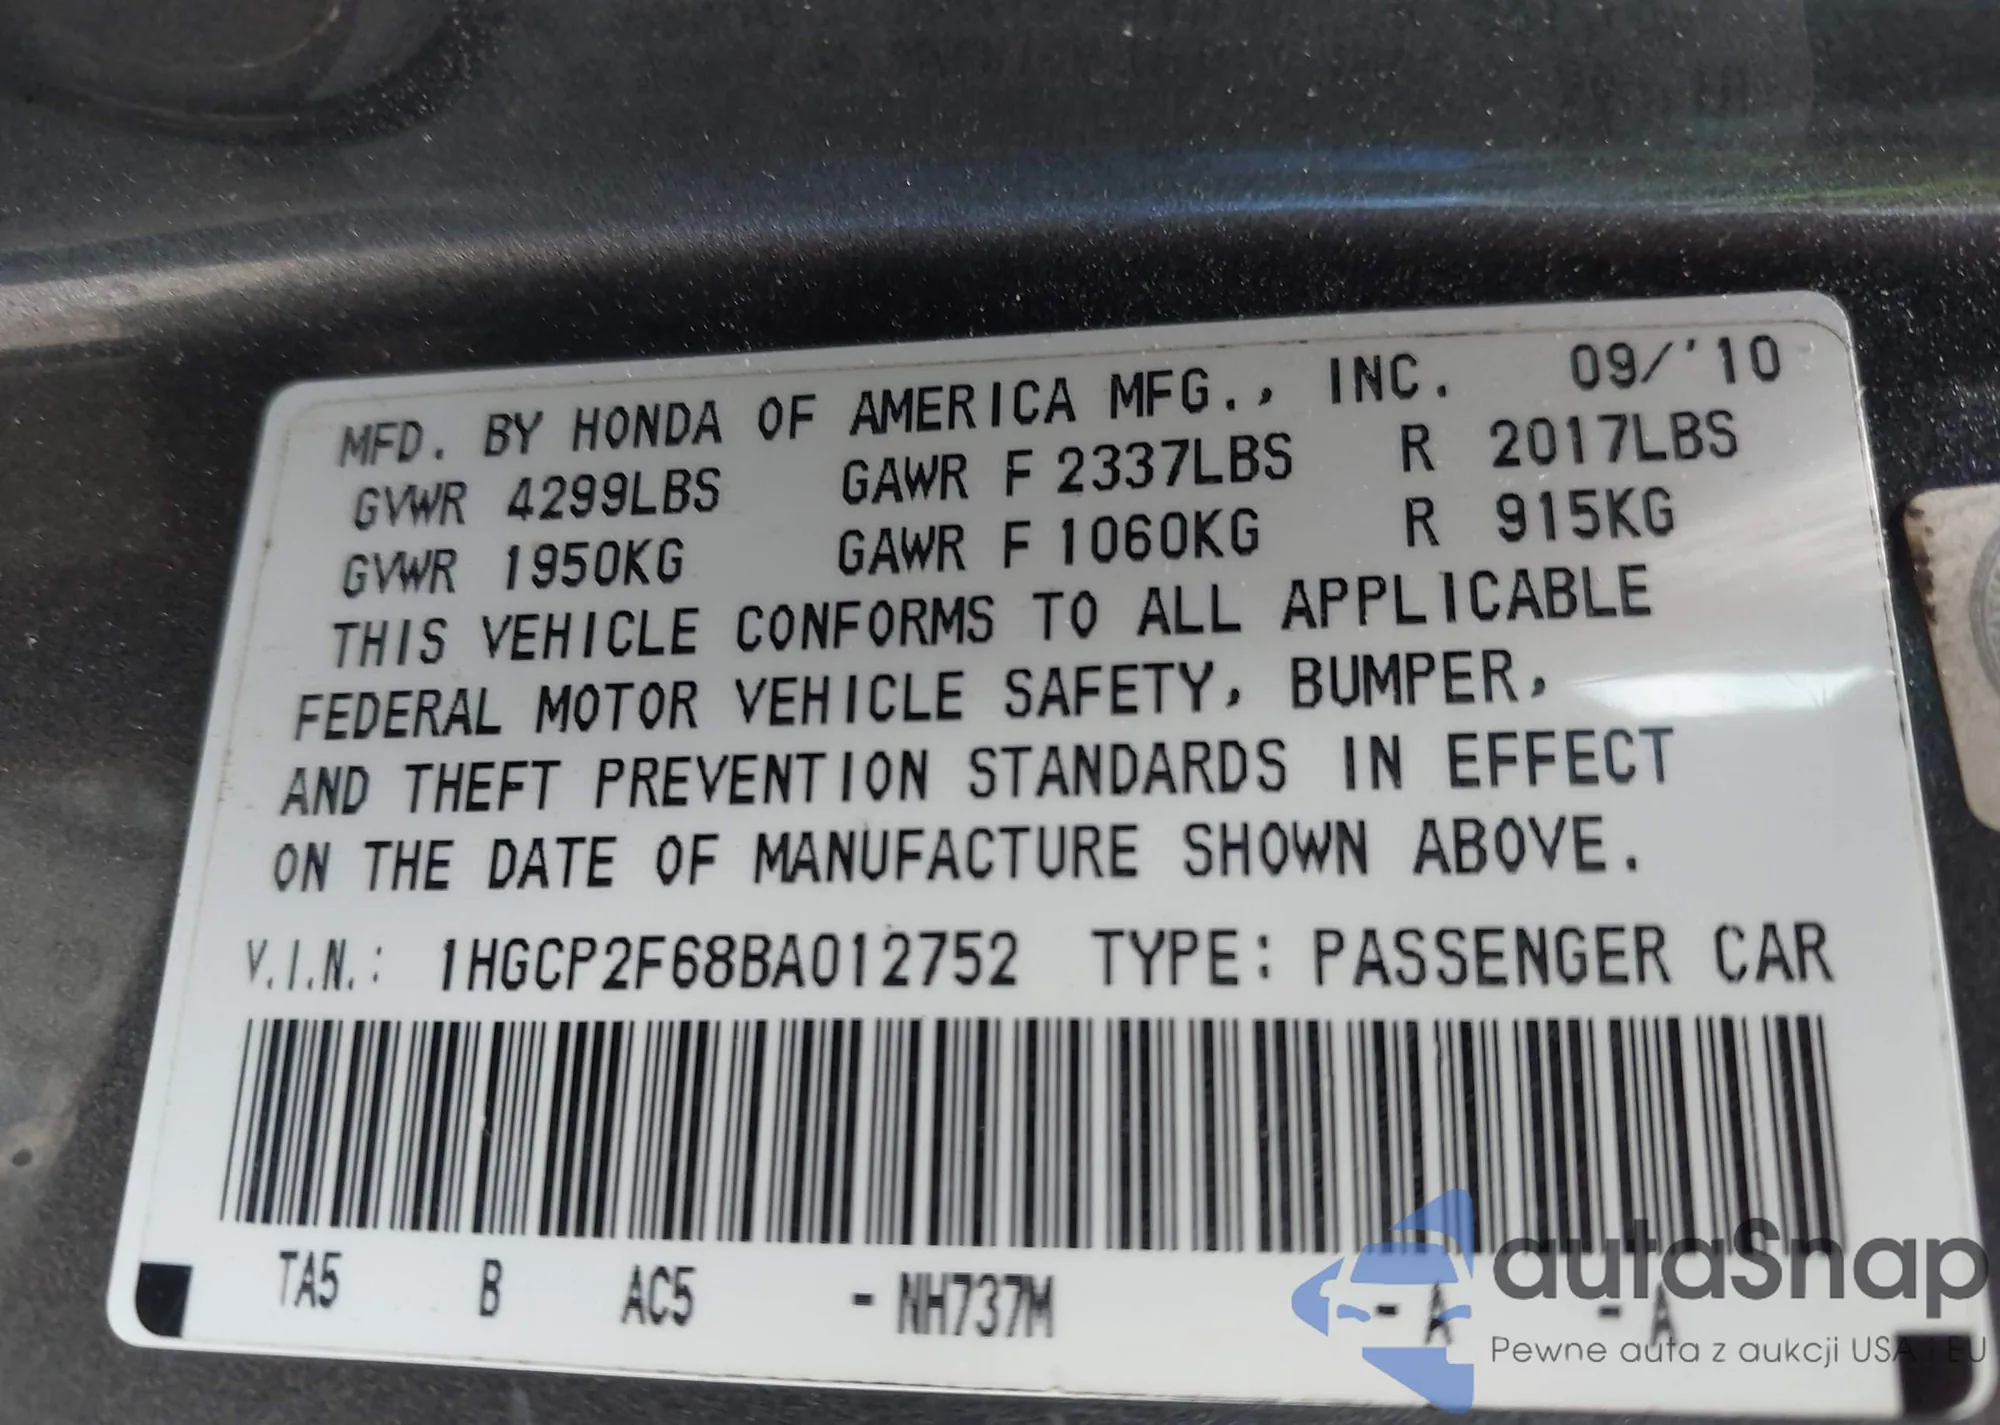 MFD. BY HONDA OF AMERICA MFG., INC. 09/'10
GVWR 4299LBS GAWR F 2337LBS R 2017LBS
GVWR 1950KG GAWR F 1060KG R 915KG
THIS VEHICLE CONFORMS TO ALL APPLICABLE
FEDERAL MOTOR VEHICLE SAFETY, BUMPER,
AND THEFT PREVENTION STANDARDS IN EFFECT
ON THE DATE OF MANUFACTURE SHOWN ABOVE.
V.I.N.: 1HGCP2F68BA012752 TYPE: PASSENGER CAR
TA5 B AC5 - NH737M - A - A
autaSnap
Pewne auta z aukcji USA i EU